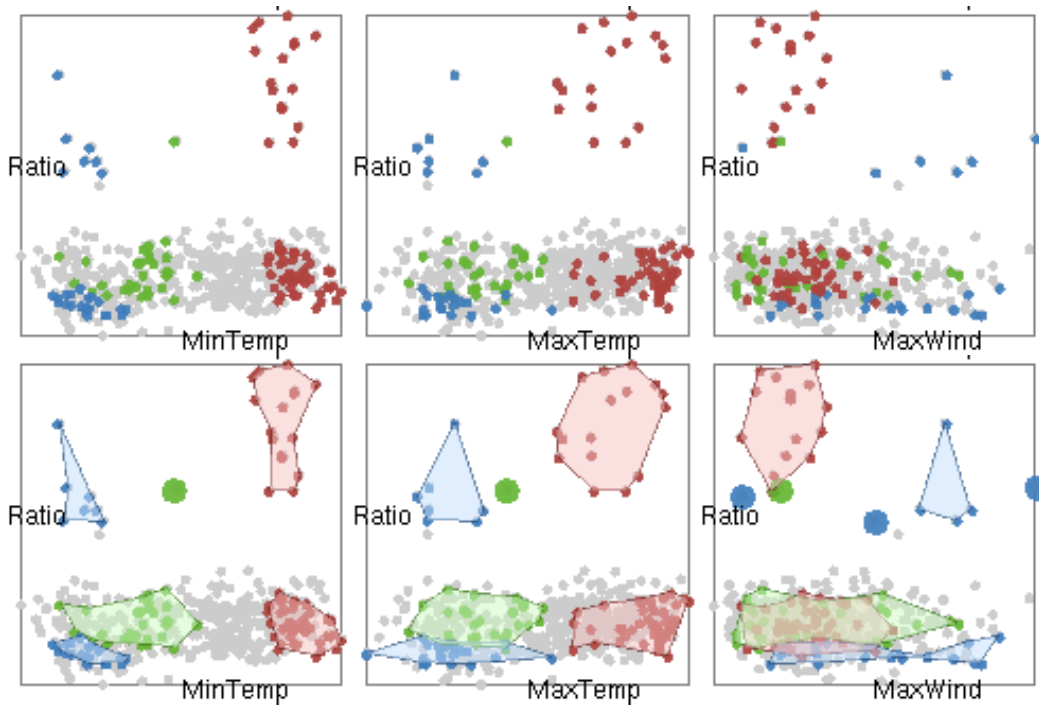 Ratio
Ratio
Ratio
MinTemp
MaxTemp
MaxWind
Ratio
Ratio
Ratio
MinTemp
MaxTemp
MaxWind